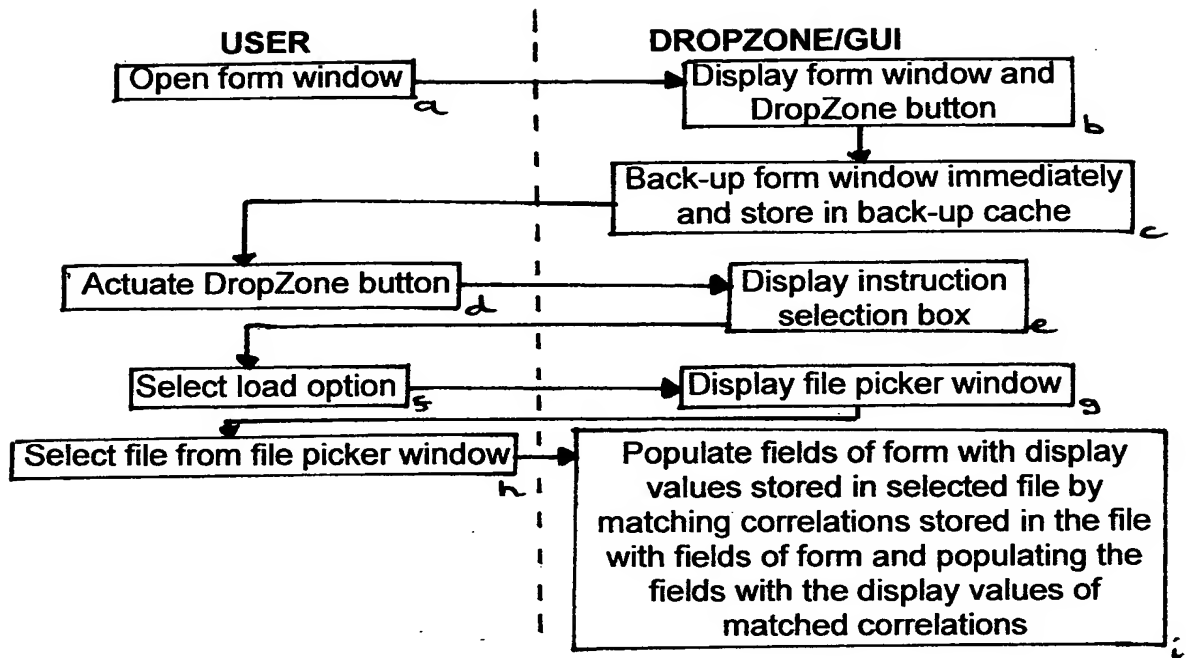 USER
DROPZONE/GUI
Open form window
a
Display form window and
DropZone button
b
Back-up form window immediately
and store in back-up cache
c
Actuate DropZone button
d
Display instruction
selection box
e
Select load option
Display file picker window
g
Select file from file picker window
h
Populate fields of form with display
values stored in selected file by
matching correlations stored in the file
with fields of form and populating the
fields with the display values of
matched correlations
i